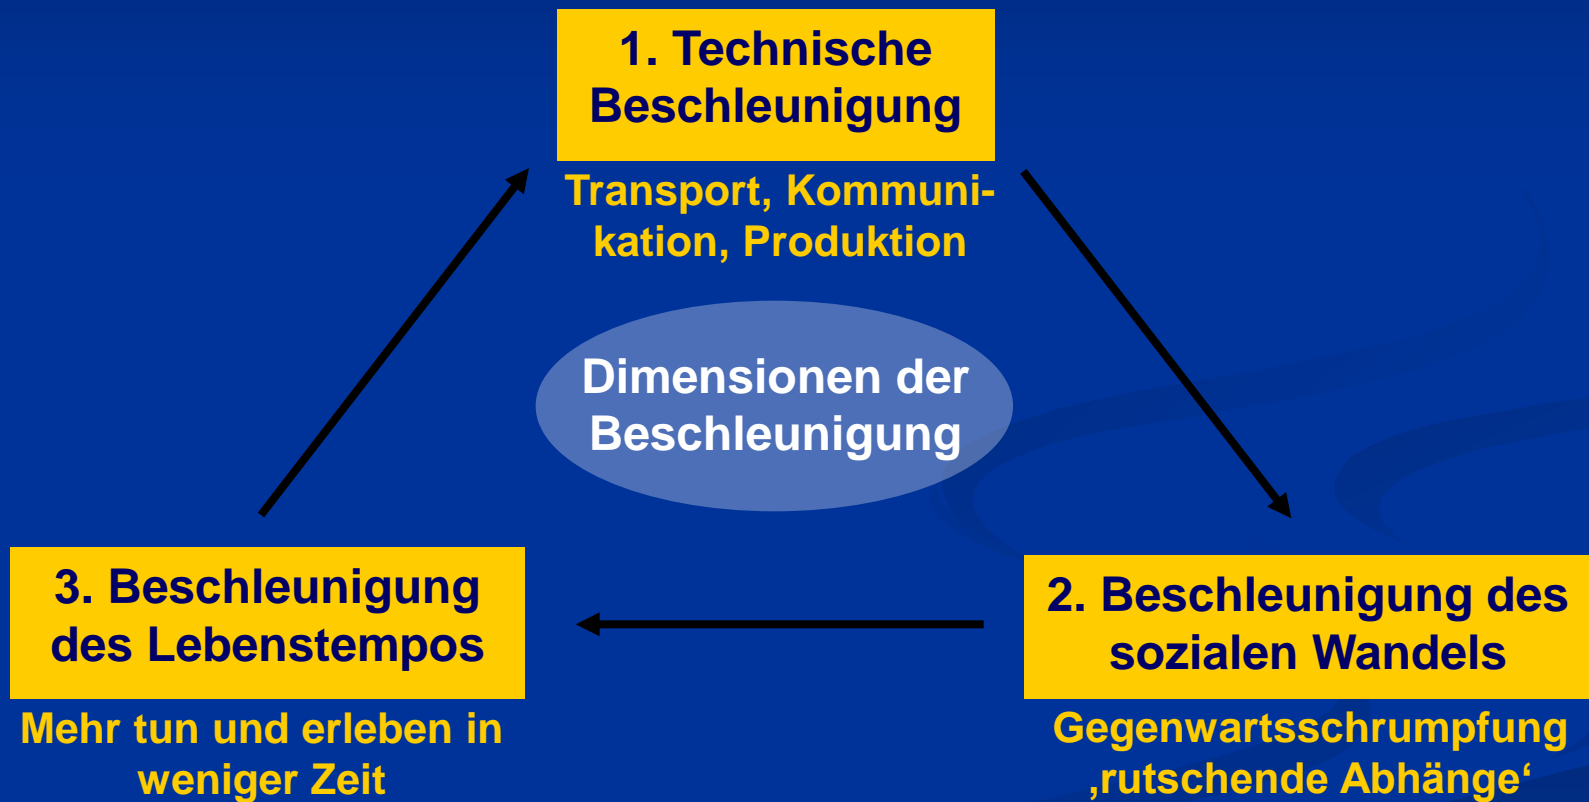 1. Technische
Beschleunigung
Transport, Kommuni-
kation, Produktion
Dimensionen der
Beschleunigung
2. Beschleunigung des
sozialen Wandels
Gegenwartsschrumpfung
‚rutschende Abhänge‘
3. Beschleunigung
des Lebenstempos
Mehr tun und erleben in
weniger Zeit